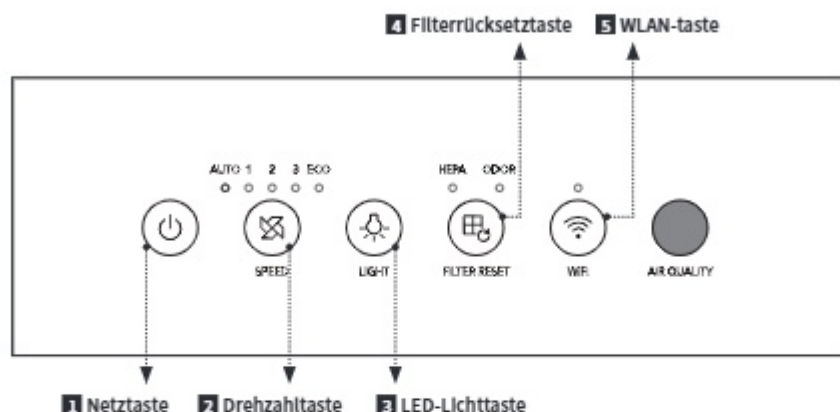 4 Filterrücksetztaste 5 WLAN-taste
AUTO 1 2 3 ECO HEPA ODOR
SPEED LIGHT FILTER RESET WIFI AIR QUALITY
1 Netztaste 2 Drehzahltaste 3 LED-Lichttaste